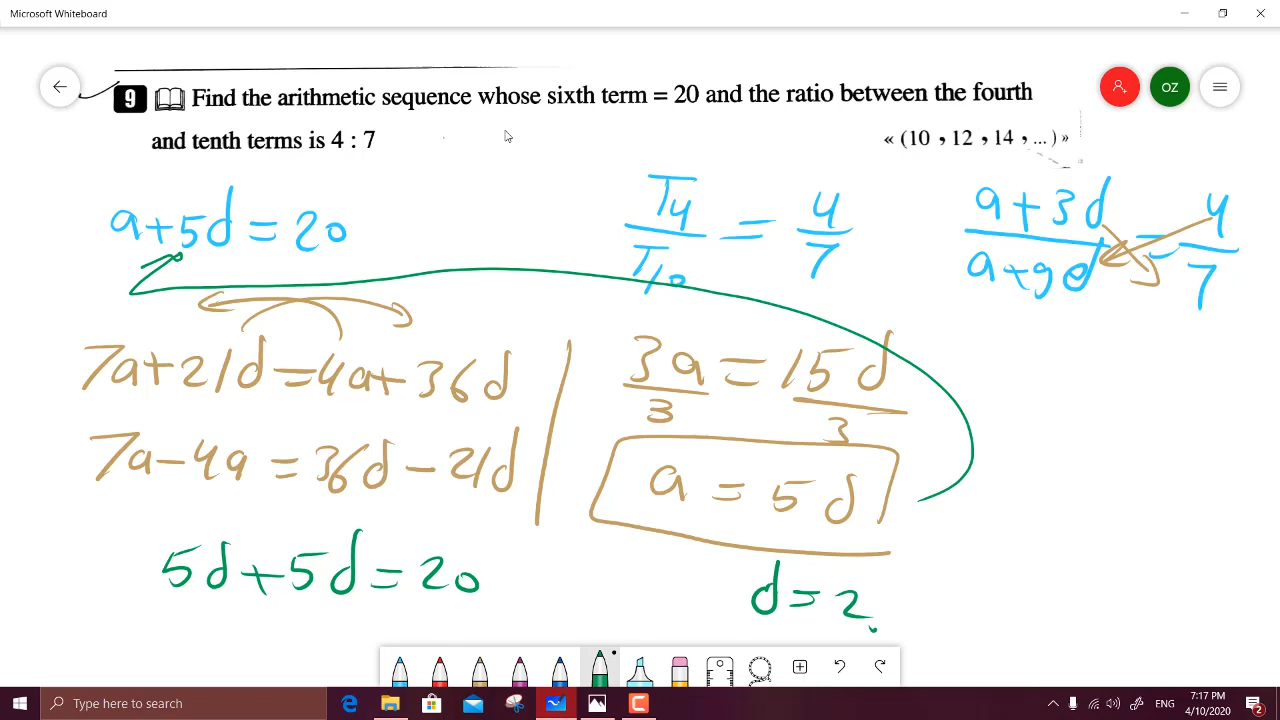 Microsoft Whiteboard
9 Find the arithmetic sequence whose sixth term = 20 and the ratio between the fourth
and tenth terms is 4 : 7
« (10 , 12 , 14 , ...) »
OZ
a+5d=20
T4/T10 = 4/7
a+3d/a+9d = 4/7
7a+21d=4a+36d
7a-4a=36d-21d
3a/3=15d/3
a=5d
5d+5d=20
d=2
Type here to search
ENG
7:17 PM
4/10/2020
2